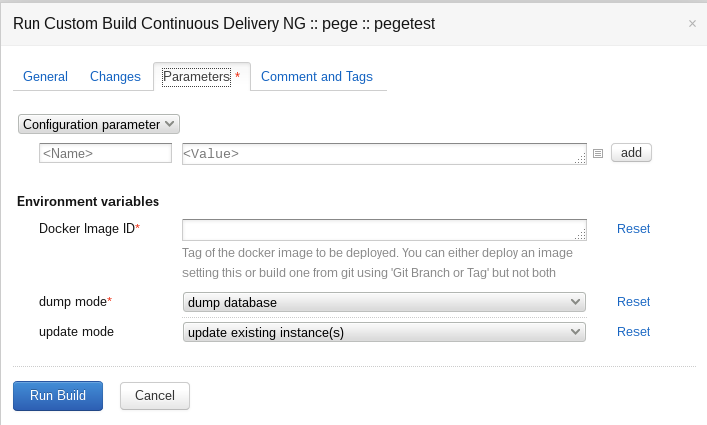 Run Custom Build Continuous Delivery NG :: pege :: pegetest ×
General Changes Parameters * Comment and Tags
Configuration parameter
<Name> <Value> add
Environment variables
Docker Image ID* Reset
Tag of the docker image to be deployed. You can either deploy an image
setting this or build one from git using 'Git Branch or Tag' but not both
dump mode* dump database Reset
update mode update existing instance(s) Reset
Run Build Cancel